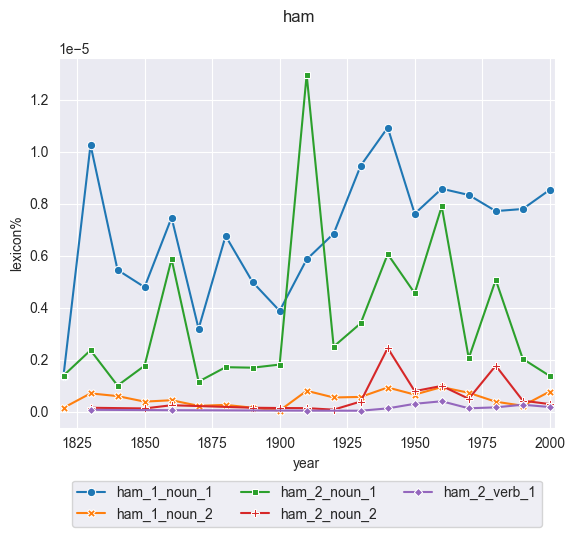 ham
1e−5
1.2
1.0
0.8
0.6
0.4
0.2
0.0
lexicon%
1825 1850 1875 1900 1925 1950 1975 2000
year
ham_1_noun_1 ham_2_noun_1 ham_2_verb_1
ham_1_noun_2 ham_2_noun_2